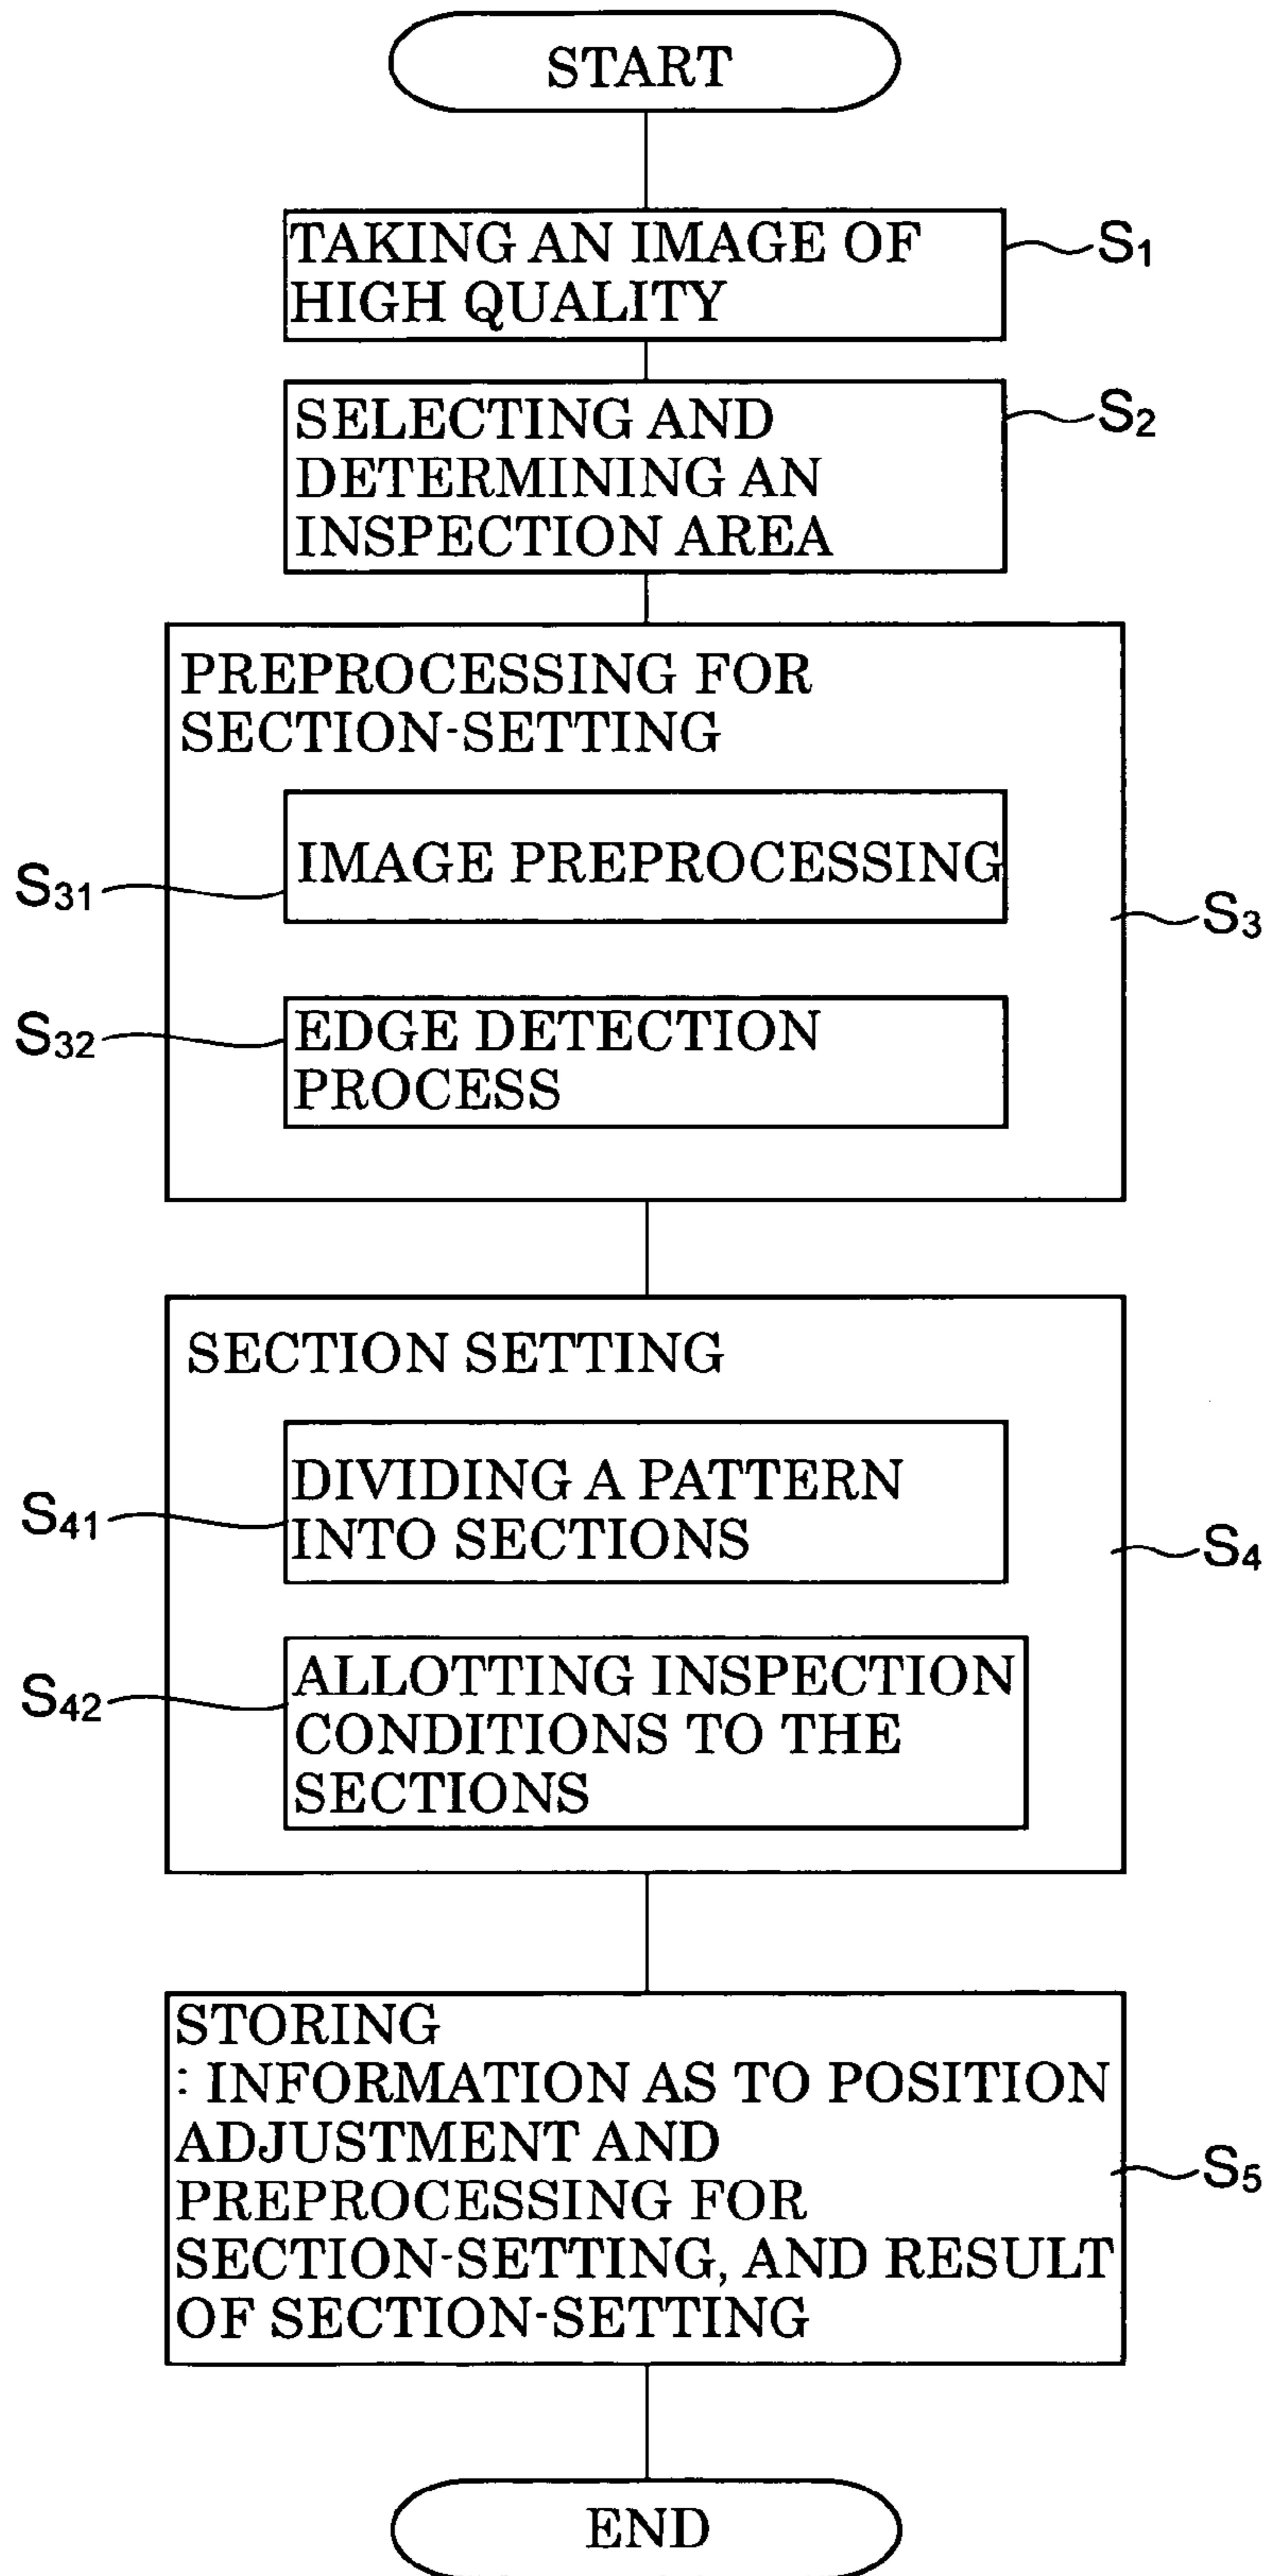 START
TAKING AN IMAGE OF
HIGH QUALITY
S1
SELECTING AND
DETERMINING AN
INSPECTION AREA
S2
PREPROCESSING FOR
SECTION-SETTING
IMAGE PREPROCESSING
S31
S3
EDGE DETECTION
PROCESS
S32
SECTION SETTING
DIVIDING A PATTERN
INTO SECTIONS
S41
S4
ALLOTTING INSPECTION
CONDITIONS TO THE
SECTIONS
S42
STORING
: INFORMATION AS TO POSITION
ADJUSTMENT AND
PREPROCESSING FOR
SECTION-SETTING, AND RESULT
OF SECTION-SETTING
S5
END